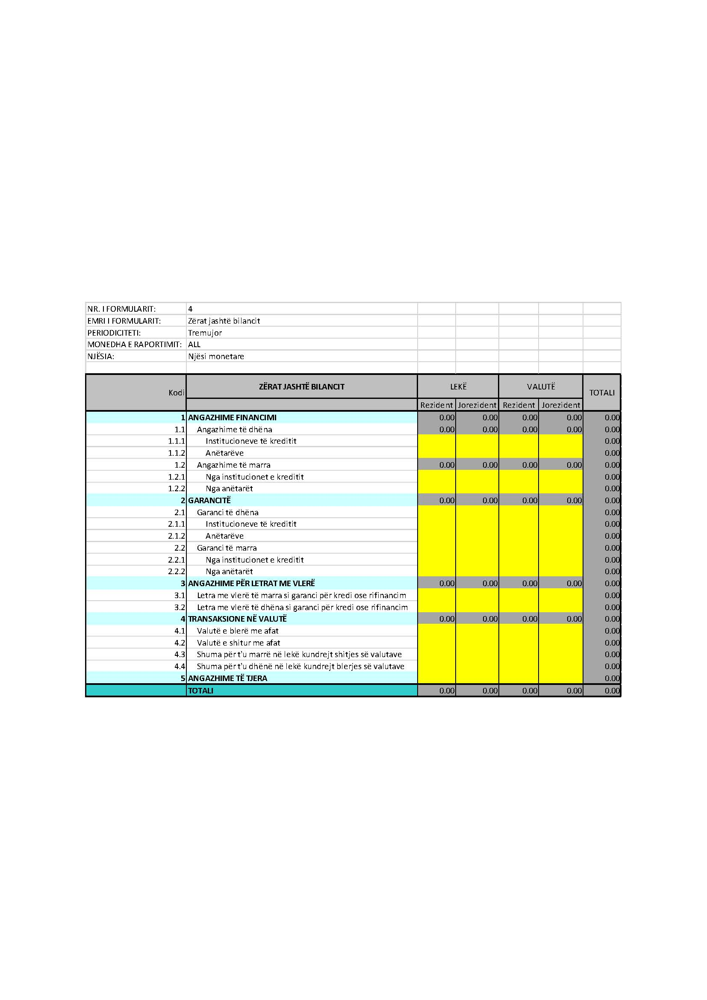 NR. I FORMULARIT: 4
EMRI I FORMULARIT: Zërat jashtë bilancit
PERIODICITETI: Tremujor
MONEDHA E RAPORTIMIT: ALL
NJËSIA: Njësi monetare
Kodi ZËRAT JASHTË BILANCIT LEKË VALUTË TOTALI
Rezident Jorezident Rezident Jorezident
1 ANGAZHIME FINANCIMI 0.00 0.00 0.00 0.00 0.00
1.1 Angazhime të dhëna 0.00 0.00 0.00 0.00 0.00
1.1.1 Institucioneve të kreditit 0.00
1.1.2 Anëtarëve 0.00
1.2 Angazhime të marra 0.00 0.00 0.00 0.00 0.00
1.2.1 Nga institucionet e kreditit 0.00
1.2.2 Nga anëtarët 0.00
2 GARANCITË 0.00 0.00 0.00 0.00 0.00
2.1 Garanci të dhëna 0.00
2.1.1 Institucioneve të kreditit 0.00
2.1.2 Anëtarëve 0.00
2.2 Garanci të marra 0.00
2.2.1 Nga institucionet e kreditit 0.00
2.2.2 Nga anëtarët 0.00
3 ANGAZHIME PËR LETRAT ME VLERË 0.00 0.00 0.00 0.00 0.00
3.1 Letra me vlerë të marra si garanci për kredi ose rifinancim 0.00
3.2 Letra me vlerë të dhëna si garanci për kredi ose rifinancim 0.00
4 TRANSAKSIONE NË VALUTË 0.00 0.00 0.00 0.00 0.00
4.1 Valutë e blerë me afat 0.00
4.2 Valutë e shitur me afat 0.00
4.3 Shuma për t'u marrë në lekë kundrejt shitjes së valutave 0.00
4.4 Shuma për t'u dhënë në lekë kundrejt blerjes së valutave 0.00
5 ANGAZHIME TË TJERA 0.00
TOTALI 0.00 0.00 0.00 0.00 0.00